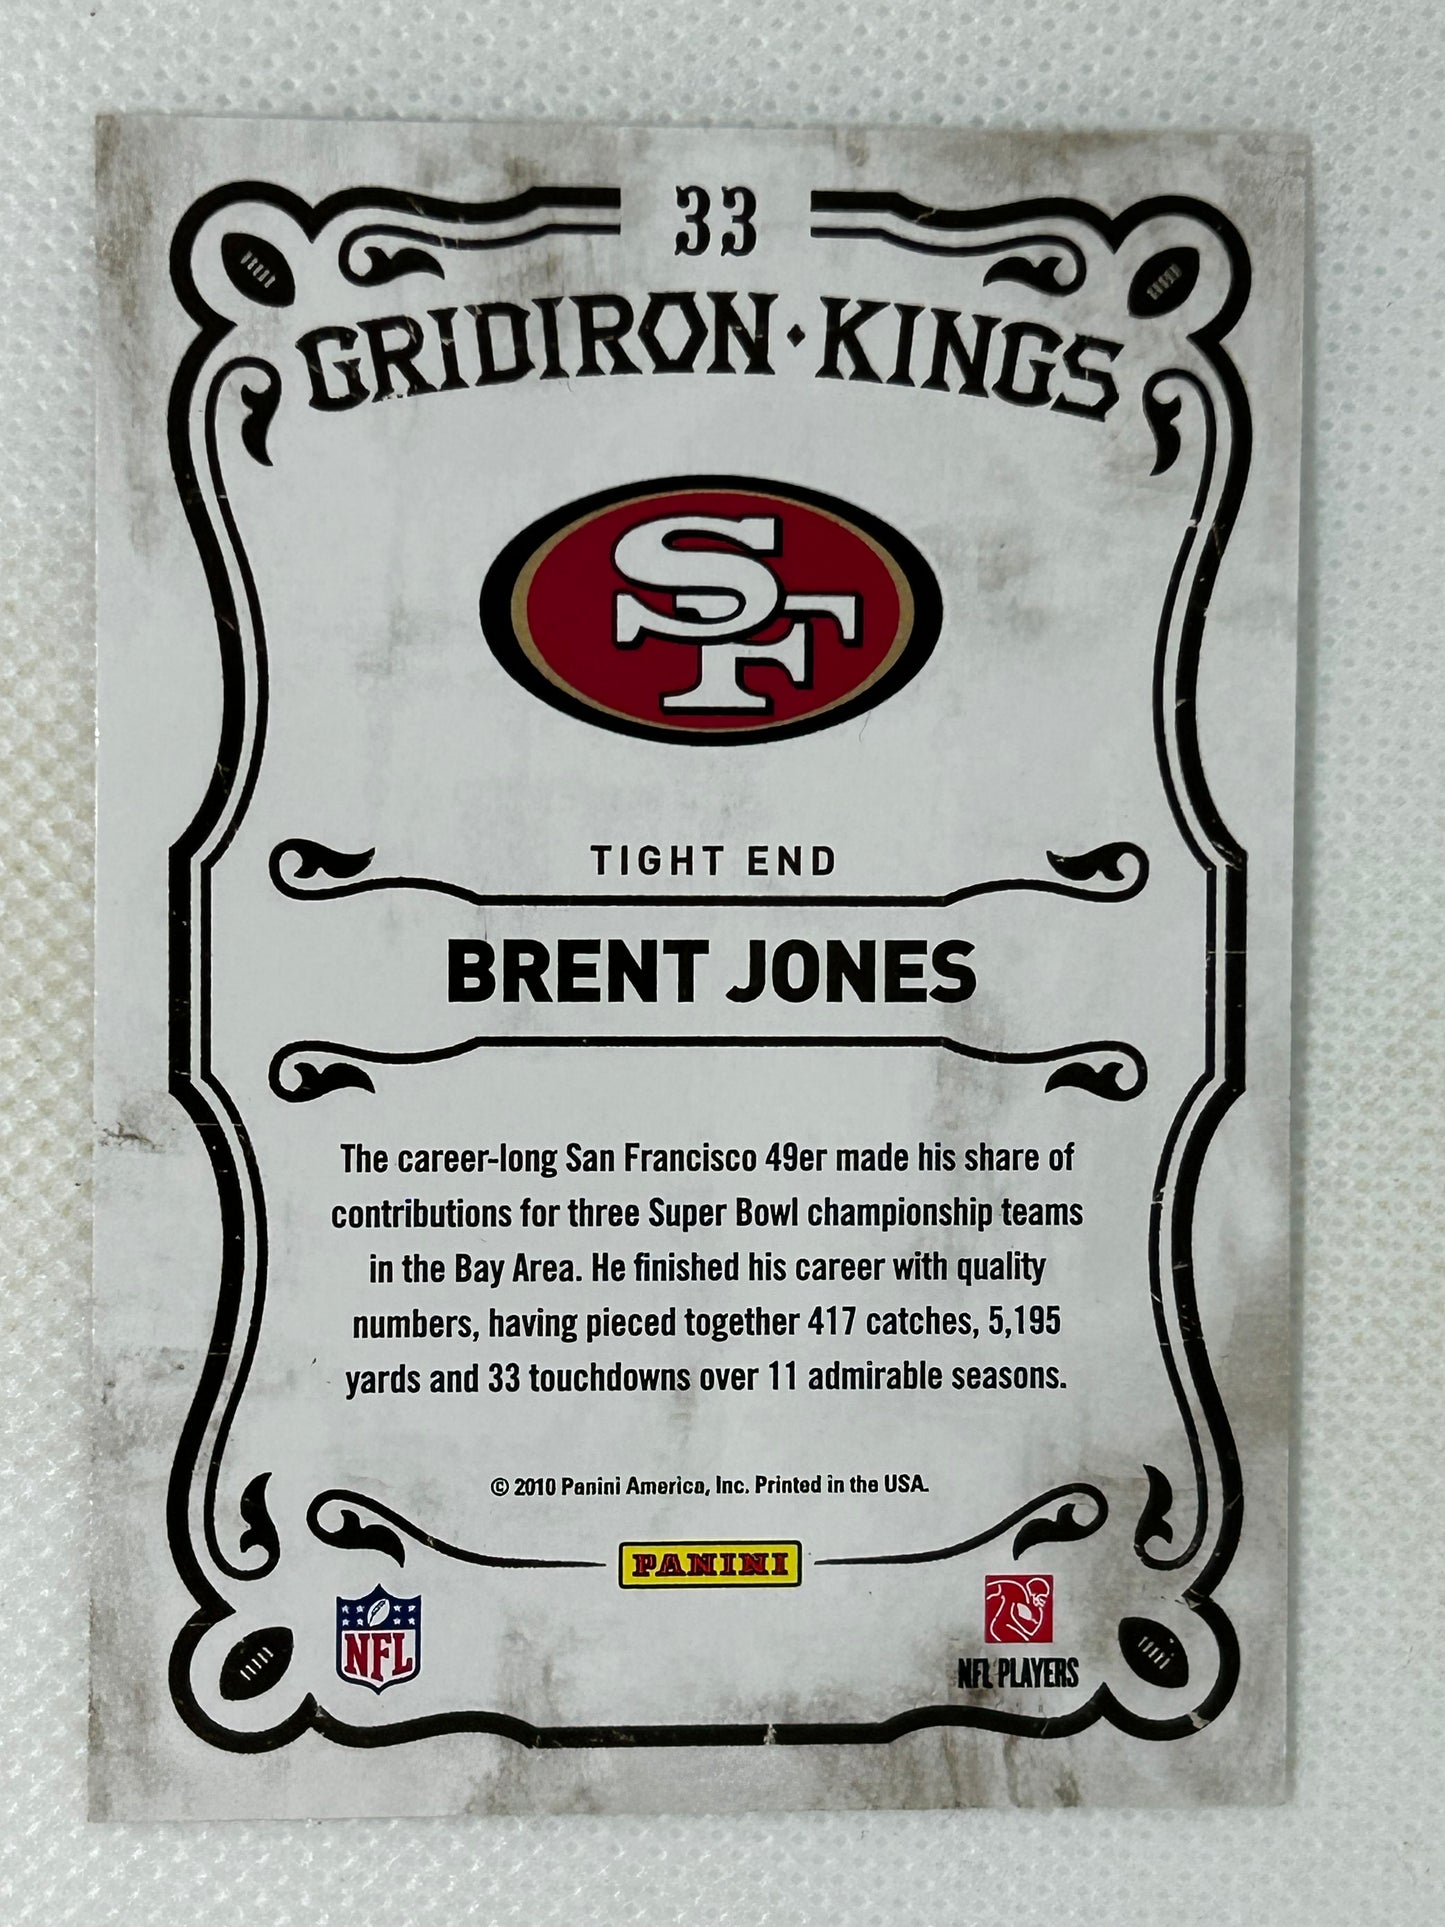 33
GRIDIRON·KINGS
SF
TIGHT END
BRENT JONES
The career-long San Francisco 49er made his share of
contributions for three Super Bowl championship teams
in the Bay Area. He finished his career with quality
numbers, having pieced together 417 catches, 5,195
yards and 33 touchdowns over 11 admirable seasons.
© 2010 Panini America, Inc. Printed in the USA.
PANINI
NFL
NFL PLAYERS